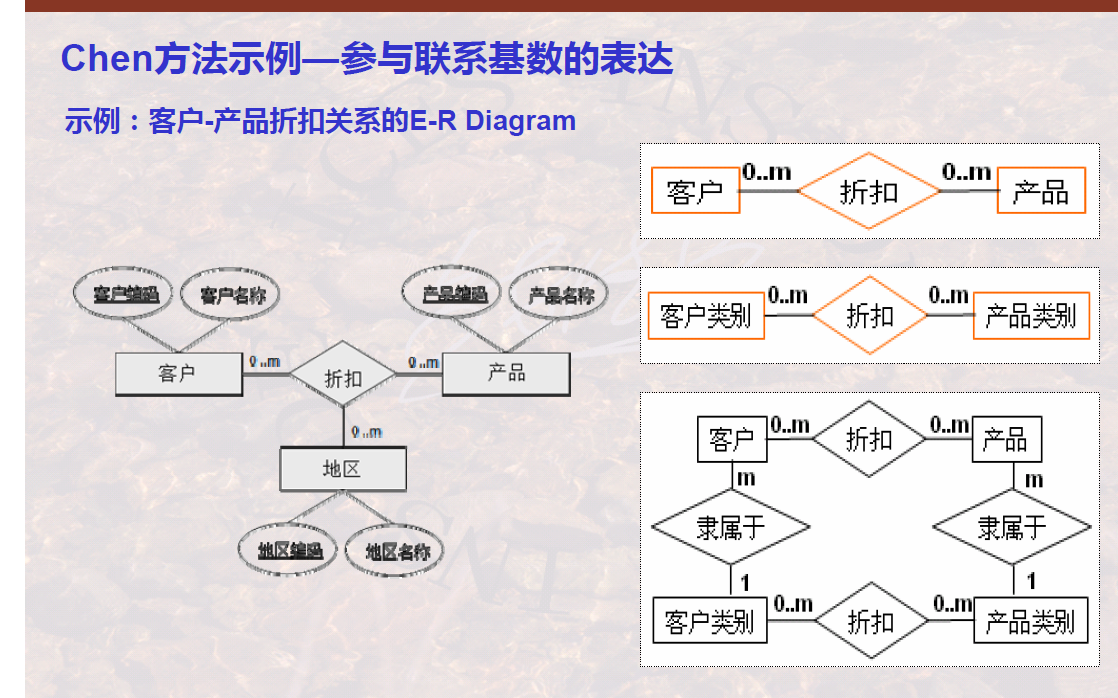 Chen方法示例—参与联系基数的表达
示例：客户-产品折扣关系的E-R Diagram
客户编码 客户名称 产品编码 产品名称
客户 0..m 折扣 0..m 产品
0..m
地区
地区编码 地区名称
客户 0..m 折扣 0..m 产品
客户类别 0..m 折扣 0..m 产品类别
客户 0..m 折扣 0..m 产品
m m
隶属于 隶属于
1 1
客户类别 0..m 折扣 0..m 产品类别